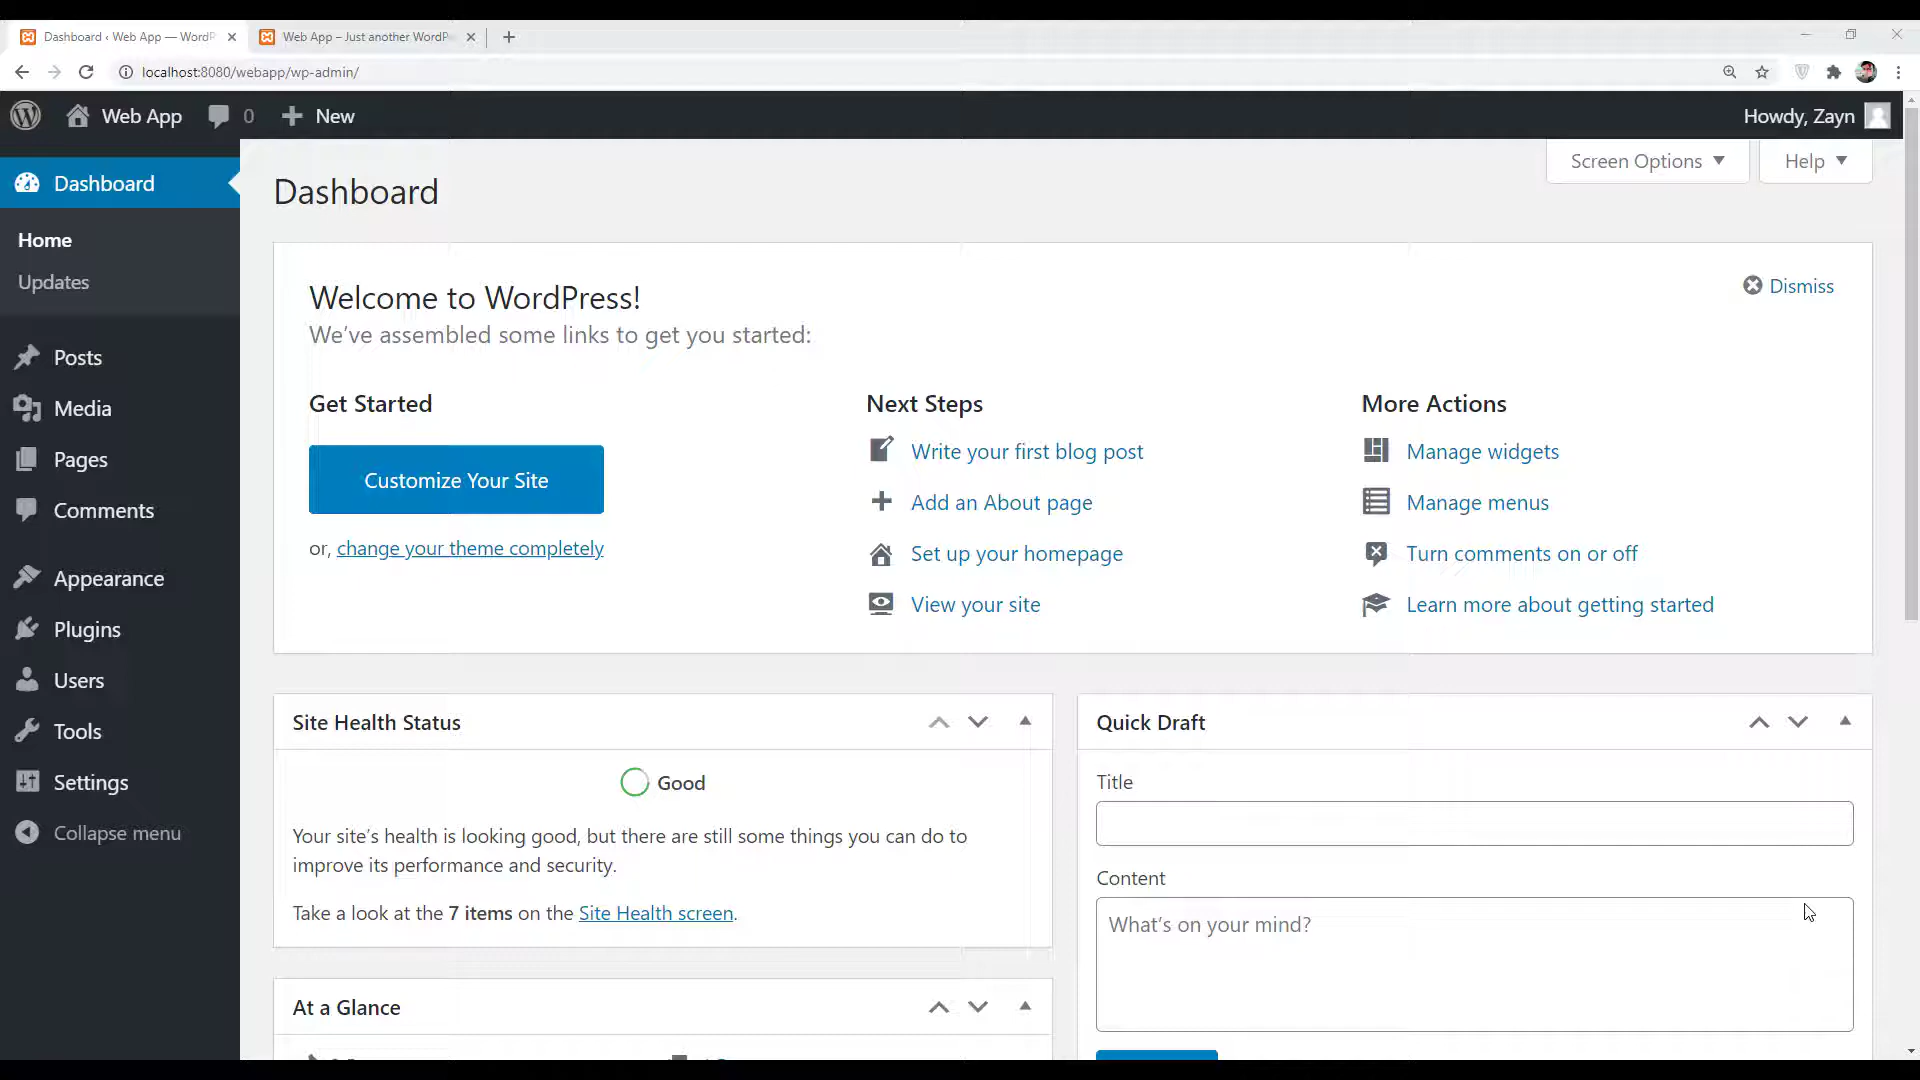 Dashboard ‹ Web App — WordP
Web App – Just another WordP
localhost:8080/webapp/wp-admin/
Web App
0
New
Howdy, Zayn
Screen Options
Help
Dashboard
Home
Updates
Posts
Media
Pages
Comments
Appearance
Plugins
Users
Tools
Settings
Collapse menu
Dashboard
Welcome to WordPress!
Dismiss
We've assembled some links to get you started:
Get Started
Customize Your Site
or, change your theme completely
Next Steps
Write your first blog post
Add an About page
Set up your homepage
View your site
More Actions
Manage widgets
Manage menus
Turn comments on or off
Learn more about getting started
Site Health Status
Good
Your site's health is looking good, but there are still some things you can do to
improve its performance and security.
Take a look at the 7 items on the Site Health screen.
At a Glance
Quick Draft
Title
Content
What's on your mind?